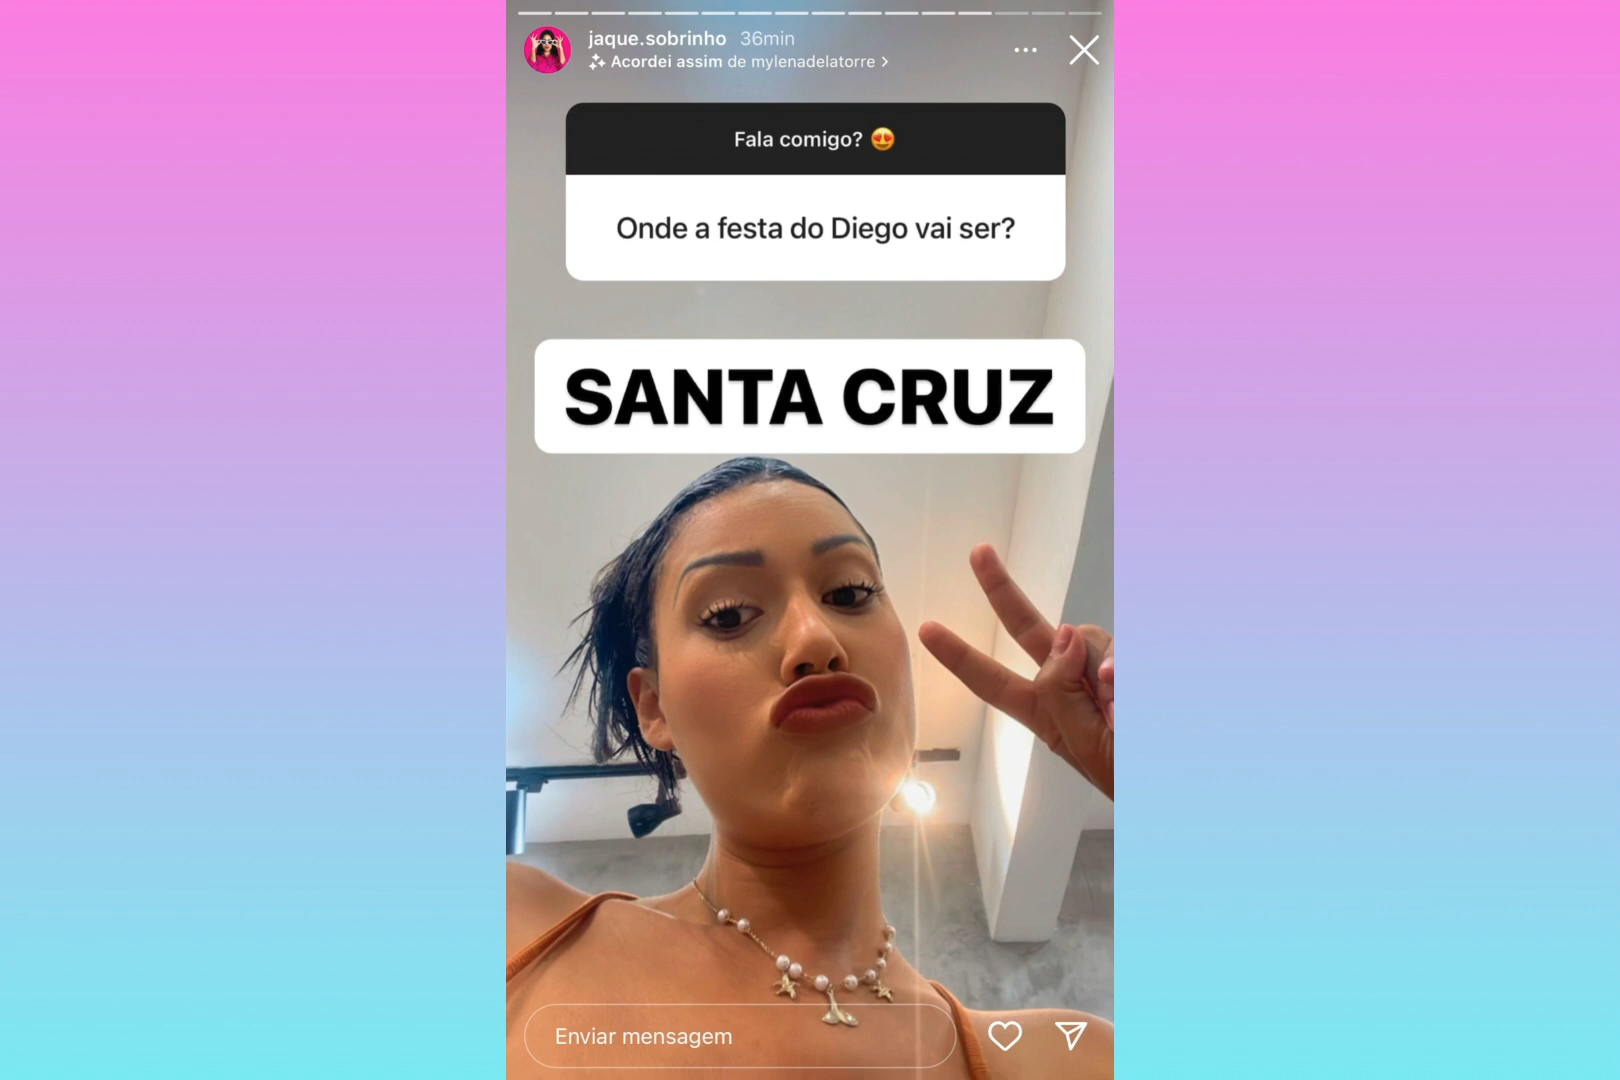 jaque.sobrinho 36min
Acordei assim de mylenadelatorre
Fala comigo? 😍
Onde a festa do Diego vai ser?
SANTA CRUZ
Enviar mensagem